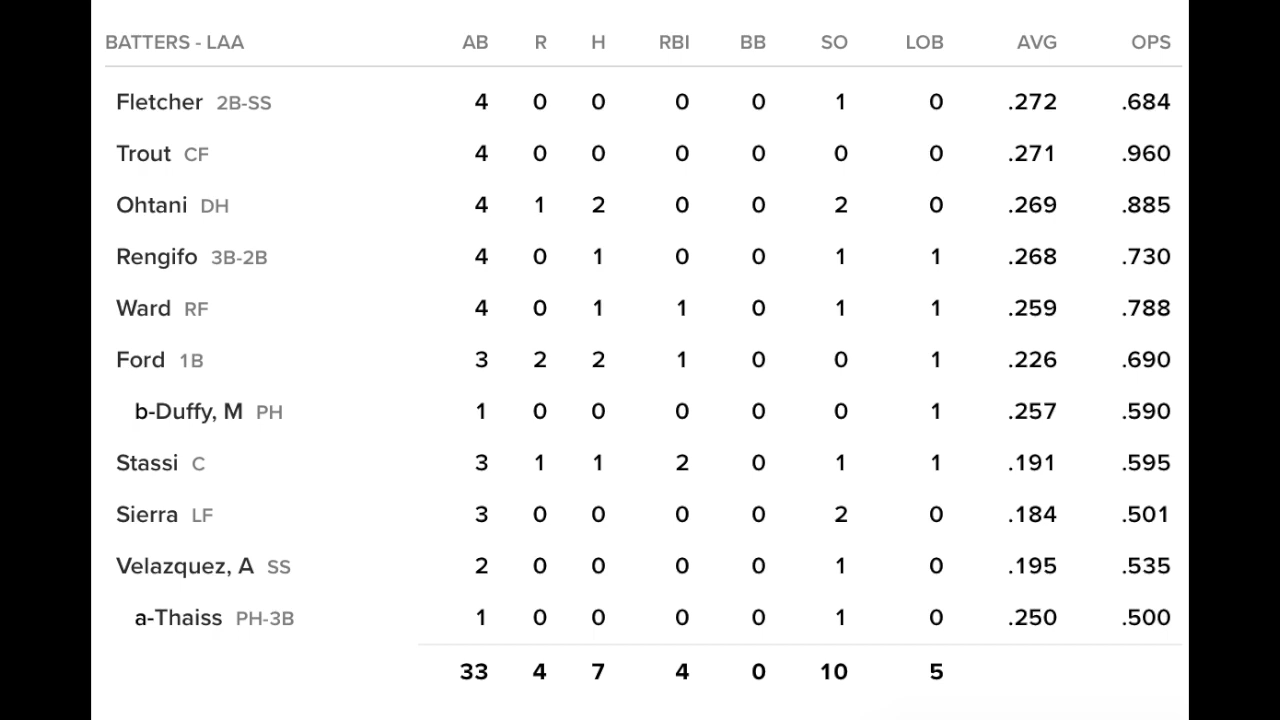 BATTERS - LAA AB R H RBI BB SO LOB AVG OPS
Fletcher 2B-SS 4 0 0 0 0 1 0 .272 .684
Trout CF 4 0 0 0 0 0 0 .271 .960
Ohtani DH 4 1 2 0 0 2 0 .269 .885
Rengifo 3B-2B 4 0 1 0 0 1 1 .268 .730
Ward RF 4 0 1 1 0 1 1 .259 .788
Ford 1B 3 2 2 1 0 0 1 .226 .690
b-Duffy, M PH 1 0 0 0 0 0 1 .257 .590
Stassi C 3 1 1 2 0 1 1 .191 .595
Sierra LF 3 0 0 0 0 2 0 .184 .501
Velazquez, A SS 2 0 0 0 0 1 0 .195 .535
a-Thaiss PH-3B 1 0 0 0 0 1 0 .250 .500
33 4 7 4 0 10 5